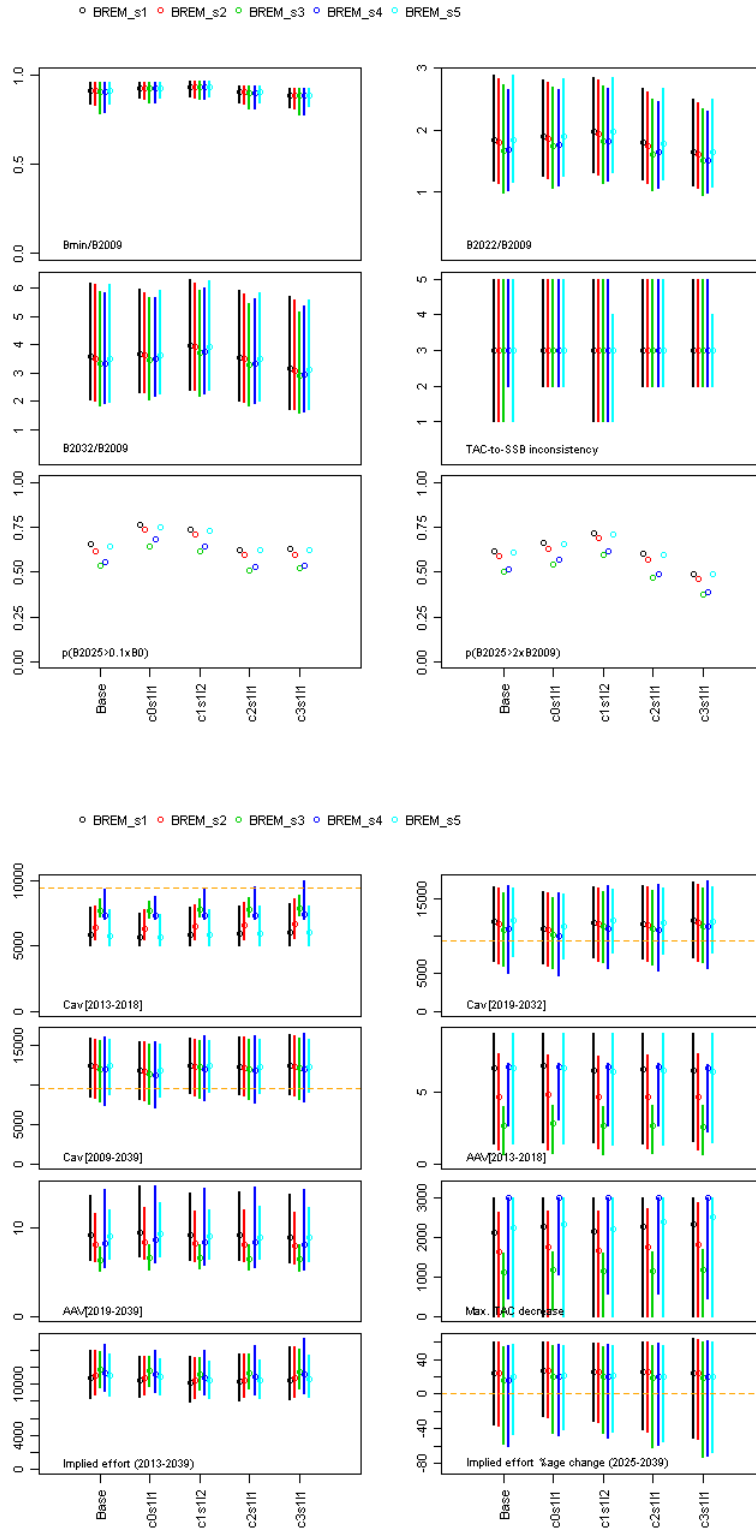 BREM_s1 BREM_s2 BREM_s3 BREM_s4 BREM_s5
0.0 0.5 1.0
Bmin/B2009
1 2 3
B2022/B2009
1 2 3 4 5 6
B2032/B2009
1 2 3 4 5
TAC-to-SSB inconsistency
0.00 0.25 0.50 0.75 1.00
p(B2025>0.1xB0)
0.00 0.25 0.50 0.75 1.00
p(B2025>2xB2009)
Base c0s1l1 c1s1l2 c2s1l1 c3s1l1
Base c0s1l1 c1s1l2 c2s1l1 c3s1l1
BREM_s1 BREM_s2 BREM_s3 BREM_s4 BREM_s5
0 5000 10000
Cav [2013-2018]
0 5000 15000
Cav [2019-2032]
0 5000 15000
Cav [2009-2039]
0 5
AAV[2013-2018]
0 10
AAV[2019-2039]
0 1000 2000 3000
Max. TAC decrease
0 4000 10000
Implied effort (2013-2039)
-80 -40 0 40
Implied effort %age change (2025-2039)
Base c0s1l1 c1s1l2 c2s1l1 c3s1l1
Base c0s1l1 c1s1l2 c2s1l1 c3s1l1